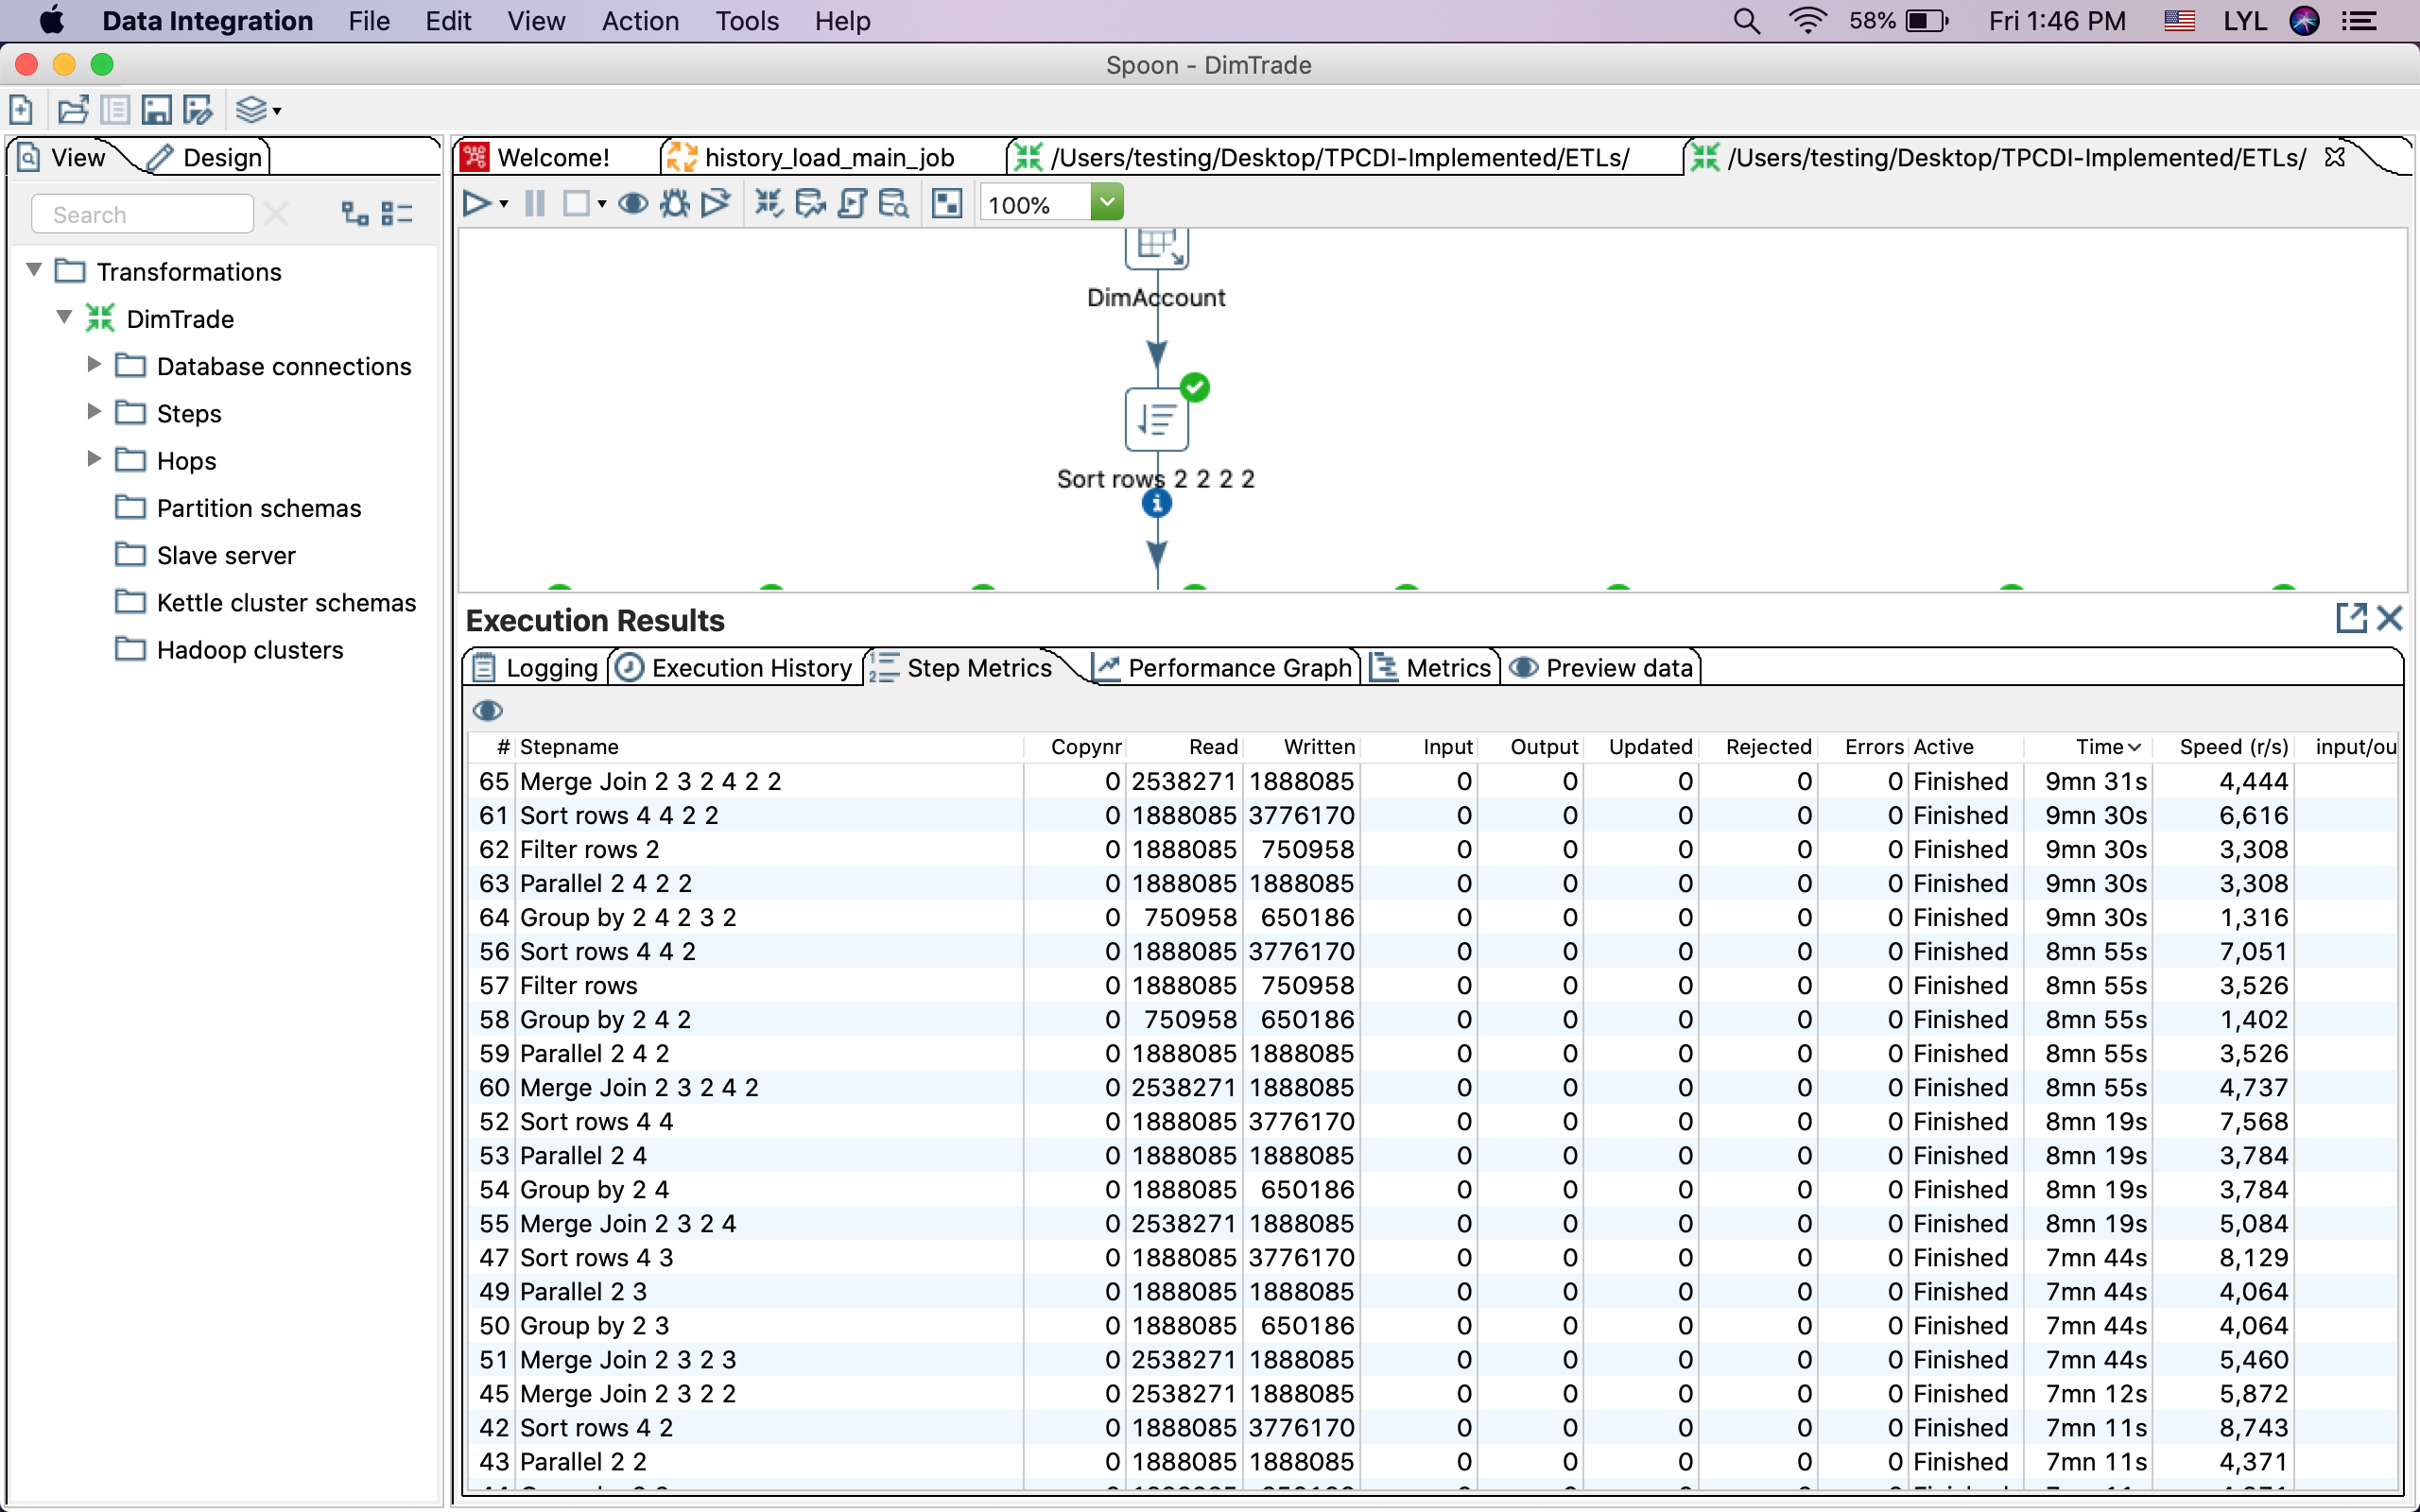 Data Integration File Edit View Action Tools Help 58% Fri 1:46 PM LYL
Spoon - DimTrade
View Design
Welcome! history_load_main_job /Users/testing/Desktop/TPCDI-Implemented/ETLs/ /Users/testing/Desktop/TPCDI-Implemented/ETLs/
Search
100%
Transformations
DimTrade
Database connections
Steps
Hops
Partition schemas
Slave server
Kettle cluster schemas
Hadoop clusters
DimAccount
Sort rows 2 2 2 2
Execution Results
Logging Execution History Step Metrics Performance Graph Metrics Preview data
# Stepname Copynr Read Written Input Output Updated Rejected Errors Active Time Speed (r/s) input/ou
65 Merge Join 2 3 2 4 2 2 0 2538271 1888085 0 0 0 0 0 Finished 9mn 31s 4,444
61 Sort rows 4 4 2 2 0 1888085 3776170 0 0 0 0 0 Finished 9mn 30s 6,616
62 Filter rows 2 0 1888085 750958 0 0 0 0 0 Finished 9mn 30s 3,308
63 Parallel 2 4 2 2 0 1888085 1888085 0 0 0 0 0 Finished 9mn 30s 3,308
64 Group by 2 4 2 3 2 0 750958 650186 0 0 0 0 0 Finished 9mn 30s 1,316
56 Sort rows 4 4 2 0 1888085 3776170 0 0 0 0 0 Finished 8mn 55s 7,051
57 Filter rows 0 1888085 750958 0 0 0 0 0 Finished 8mn 55s 3,526
58 Group by 2 4 2 0 750958 650186 0 0 0 0 0 Finished 8mn 55s 1,402
59 Parallel 2 4 2 0 1888085 1888085 0 0 0 0 0 Finished 8mn 55s 3,526
60 Merge Join 2 3 2 4 2 0 2538271 1888085 0 0 0 0 0 Finished 8mn 55s 4,737
52 Sort rows 4 4 0 1888085 3776170 0 0 0 0 0 Finished 8mn 19s 7,568
53 Parallel 2 4 0 1888085 1888085 0 0 0 0 0 Finished 8mn 19s 3,784
54 Group by 2 4 0 1888085 650186 0 0 0 0 0 Finished 8mn 19s 3,784
55 Merge Join 2 3 2 4 0 2538271 1888085 0 0 0 0 0 Finished 8mn 19s 5,084
47 Sort rows 4 3 0 1888085 3776170 0 0 0 0 0 Finished 7mn 44s 8,129
49 Parallel 2 3 0 1888085 1888085 0 0 0 0 0 Finished 7mn 44s 4,064
50 Group by 2 3 0 1888085 650186 0 0 0 0 0 Finished 7mn 44s 4,064
51 Merge Join 2 3 2 3 0 2538271 1888085 0 0 0 0 0 Finished 7mn 44s 5,460
45 Merge Join 2 3 2 2 0 2538271 1888085 0 0 0 0 0 Finished 7mn 12s 5,872
42 Sort rows 4 2 0 1888085 3776170 0 0 0 0 0 Finished 7mn 11s 8,743
43 Parallel 2 2 0 1888085 1888085 0 0 0 0 0 Finished 7mn 11s 4,371